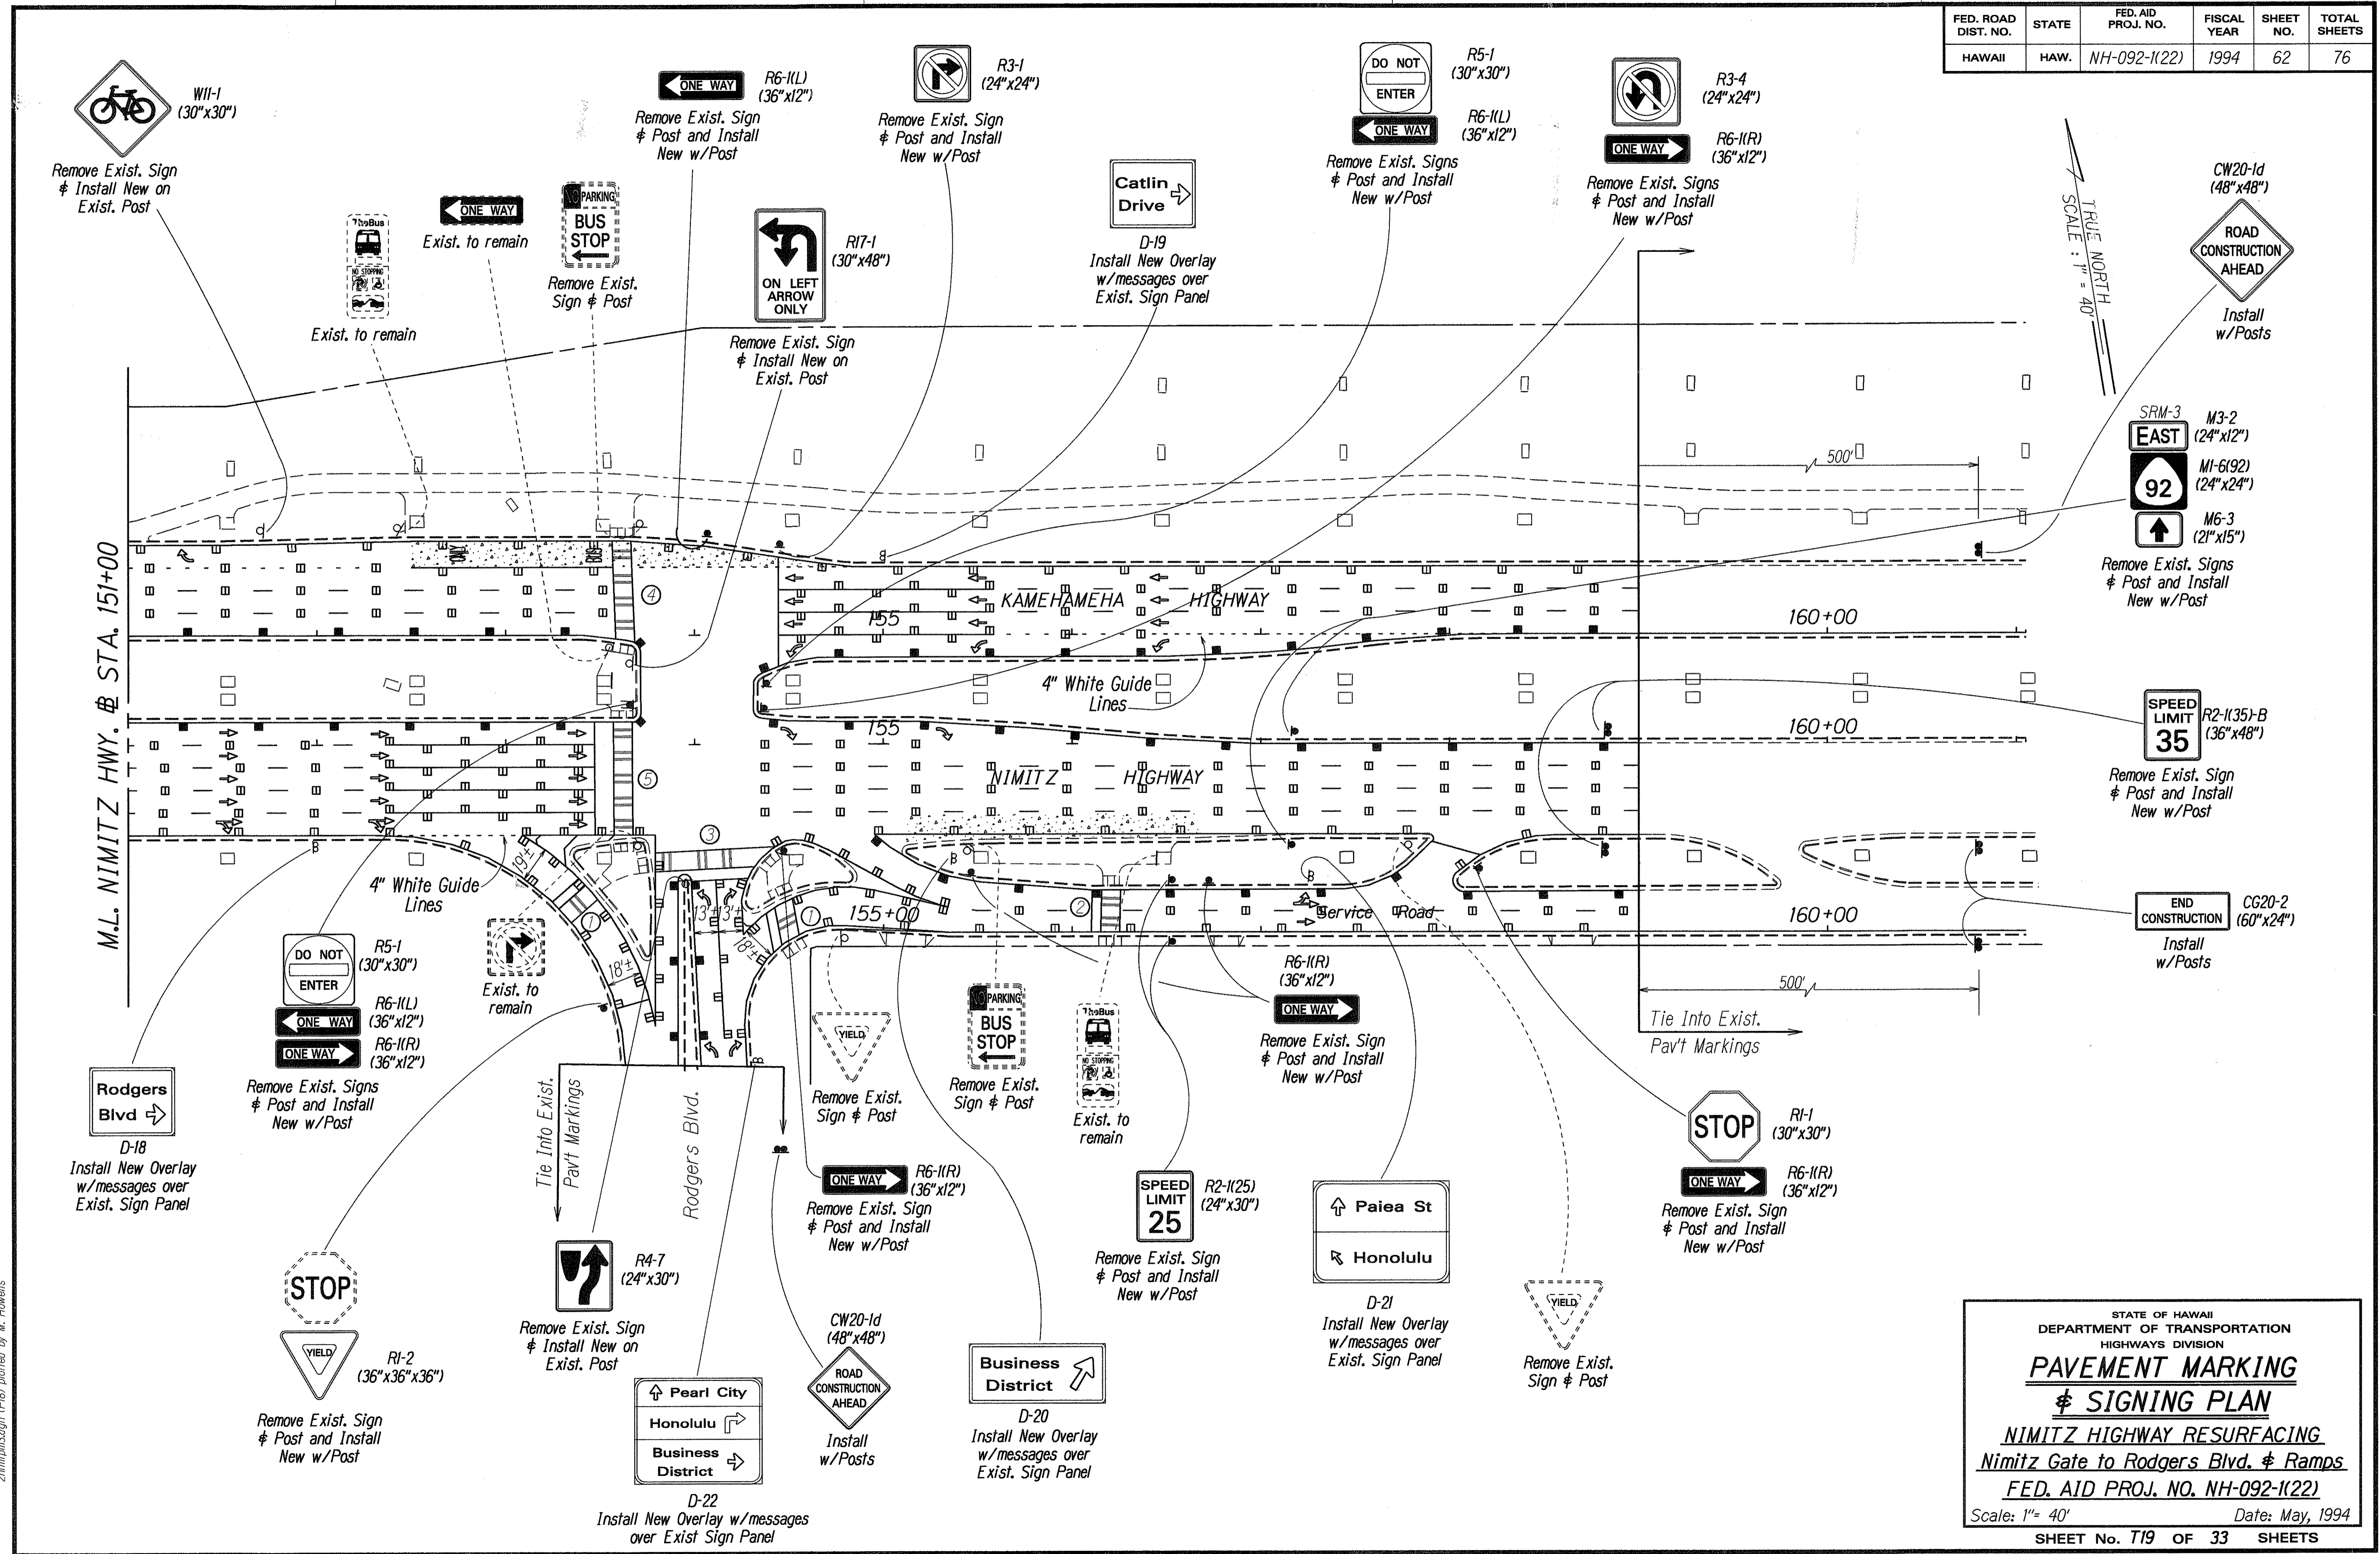 FED. ROAD DIST. NO.
STATE
FED. AID PROJ. NO.
FISCAL YEAR
SHEET NO.
TOTAL SHEETS
HAWAII
HAW.
NH-092-1(22)
1994
62
76
W11-1
(30"x30")
Remove Exist. Sign
& Install New on
Exist. Post
TheBus
NO STOPPING
Exist. to remain
ONE WAY
Exist. to remain
NO PARKING
BUS
STOP
Remove Exist.
Sign & Post
ONE WAY
R6-1(L)
(36"x12")
Remove Exist. Sign
& Post and Install
New w/Post
ON LEFT
ARROW
ONLY
R17-1
(30"x48")
Remove Exist. Sign
& Install New on
Exist. Post
R3-1
(24"x24")
Remove Exist. Sign
& Post and Install
New w/Post
Catlin
Drive
D-19
Install New Overlay
w/messages over
Exist. Sign Panel
DO NOT
ENTER
R5-1
(30"x30")
ONE WAY
R6-1(L)
(36"x12")
Remove Exist. Signs
& Post and Install
New w/Post
R3-4
(24"x24")
ONE WAY
R6-1(R)
(36"x12")
Remove Exist. Signs
& Post and Install
New w/Post
TRUE NORTH
SCALE : 1" = 40'
CW20-1d
(48"x48")
ROAD
CONSTRUCTION
AHEAD
Install
w/Posts
SRM-3
EAST
M3-2
(24"x12")
92
M1-6(92)
(24"x24")
M6-3
(21"x15")
Remove Exist. Signs
& Post and Install
New w/Post
500'
M.L. NIMITZ HWY. & STA. 151+00
4
KAMEHAMEHA HIGHWAY
155
160+00
4" White Guide
Lines
155
160+00
5
NIMITZ HIGHWAY
SPEED
LIMIT
35
R2-1(35)-B
(36"x48")
Remove Exist. Sign
& Post and Install
New w/Post
3
19'±
4" White Guide
Lines
1
13'±
13'±
18'±
18'±
1
155+00
2
Service Road
160+00
END
CONSTRUCTION
CG20-2
(60"x24")
Install
w/Posts
500'
Tie Into Exist.
Pav't Markings
DO NOT
ENTER
R5-1
(30"x30")
ONE WAY
R6-1(L)
(36"x12")
ONE WAY
R6-1(R)
(36"x12")
Remove Exist. Signs
& Post and Install
New w/Post
Exist. to
remain
Rodgers
Blvd
D-18
Install New Overlay
w/messages over
Exist. Sign Panel
Tie Into Exist.
Pav't Markings
Rodgers Blvd.
YIELD
Remove Exist.
Sign & Post
NO PARKING
BUS
STOP
Remove Exist.
Sign & Post
TheBus
NO STOPPING
Exist. to
remain
R6-1(R)
(36"x12")
ONE WAY
Remove Exist. Sign
& Post and Install
New w/Post
STOP
R1-1
(30"x30")
ONE WAY
R6-1(R)
(36"x12")
Remove Exist. Sign
& Post and Install
New w/Post
ONE WAY
R6-1(R)
(36"x12")
Remove Exist. Sign
& Post and Install
New w/Post
SPEED
LIMIT
25
R2-1(25)
(24"x30")
Remove Exist. Sign
& Post and Install
New w/Post
Paiea St
Honolulu
D-21
Install New Overlay
w/messages over
Exist. Sign Panel
YIELD
Remove Exist.
Sign & Post
STOP
YIELD
R1-2
(36"x36"x36")
Remove Exist. Sign
& Post and Install
New w/Post
R4-7
(24"x30")
Remove Exist. Sign
& Install New on
Exist. Post
Pearl City
Honolulu
Business
District
D-22
Install New Overlay w/messages
over Exist Sign Panel
CW20-1d
(48"x48")
ROAD
CONSTRUCTION
AHEAD
Install
w/Posts
Business
District
D-20
Install New Overlay
w/messages over
Exist. Sign Panel
STATE OF HAWAII
DEPARTMENT OF TRANSPORTATION
HIGHWAYS DIVISION
PAVEMENT MARKING
& SIGNING PLAN
NIMITZ HIGHWAY RESURFACING
Nimitz Gate to Rodgers Blvd. & Ramps
FED. AID PROJ. NO. NH-092-1(22)
Scale: 1"= 40'
Date: May, 1994
SHEET No. T19 OF 33 SHEETS